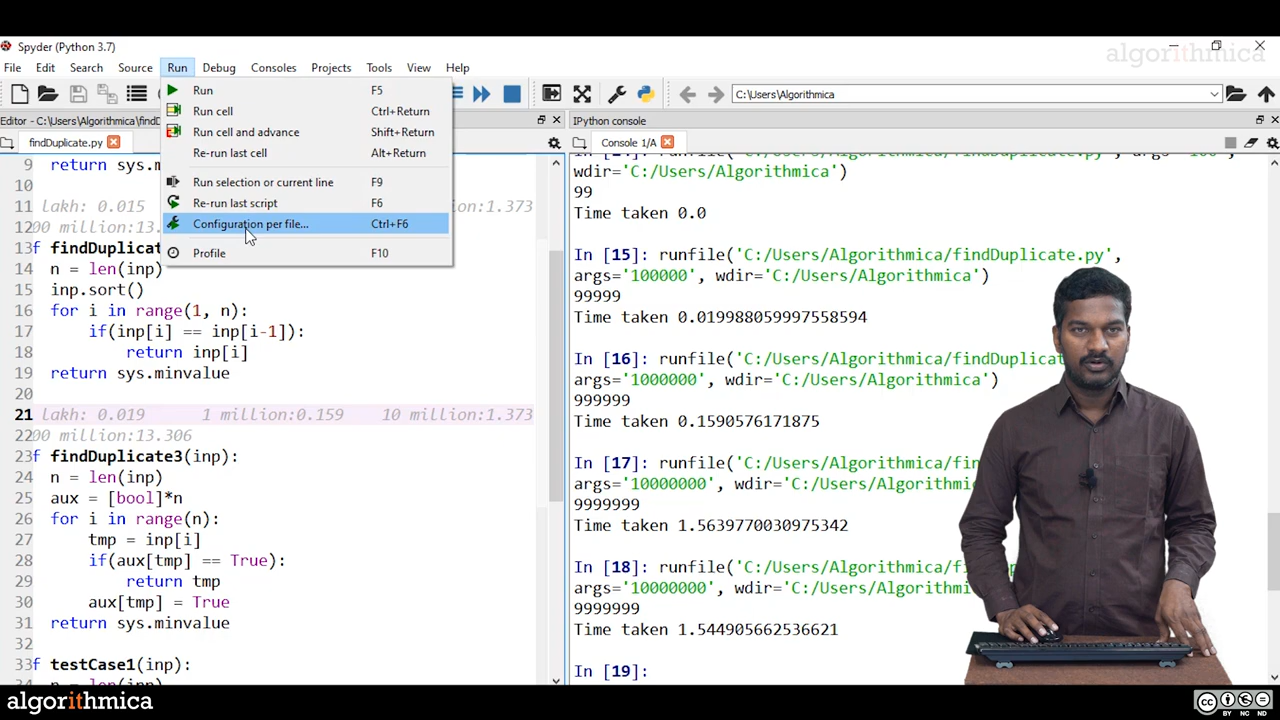 algorithmica
Spyder (Python 3.7)
File Edit Search Source Run Debug Consoles Projects Tools View Help
C:\Users\Algorithmica
Run F5
Run cell Ctrl+Return
Run cell and advance Shift+Return
Re-run last cell Alt+Return
Run selection or current line F9
Re-run last script F6
Configuration per file... Ctrl+F6
Profile F10
Editor - C:\Users\Algorithmica\findD
findDuplicate.py
9 return sys.m
10
11 lakh: 0.015 :1.373
12 00 million:
13 f findDuplicat
14 n = len(inp)
15 inp.sort()
16 for i in range(1, n):
17 if(inp[i] == inp[i-1]):
18 return inp[i]
19 return sys.minvalue
20
21 lakh: 0.019 1 million:0.159 10 million:1.373
22 00 million:13.306
23 f findDuplicate3(inp):
24 n = len(inp)
25 aux = [bool]*n
26 for i in range(n):
27 tmp = inp[i]
28 if(aux[tmp] == True):
29 return tmp
30 aux[tmp] = True
31 return sys.minvalue
32
33 f testCase1(inp):
IPython console
Console 1/A
wdir='C:/Users/Algorithmica')
99
Time taken 0.0
In [15]: runfile('C:/Users/Algorithmica/findDuplicate.py',
args='100000', wdir='C:/Users/Algorithmica')
99999
Time taken 0.019988059997558594
In [16]: runfile('C:/Users/Algorithmica/findDuplicat
args='1000000', wdir='C:/Users/Algorithmica')
999999
Time taken 0.1590576171875
In [17]: runfile('C:/Users/Algorithmica/fin
args='10000000', wdir='C:/Users/Algorithmic
9999999
Time taken 1.5639770030975342
In [18]: runfile('C:/Users/Algorithmica/f
args='10000000', wdir='C:/Users/Algorithm
9999999
Time taken 1.544905662536621
In [19]:
algorithmica
cc BY NC ND